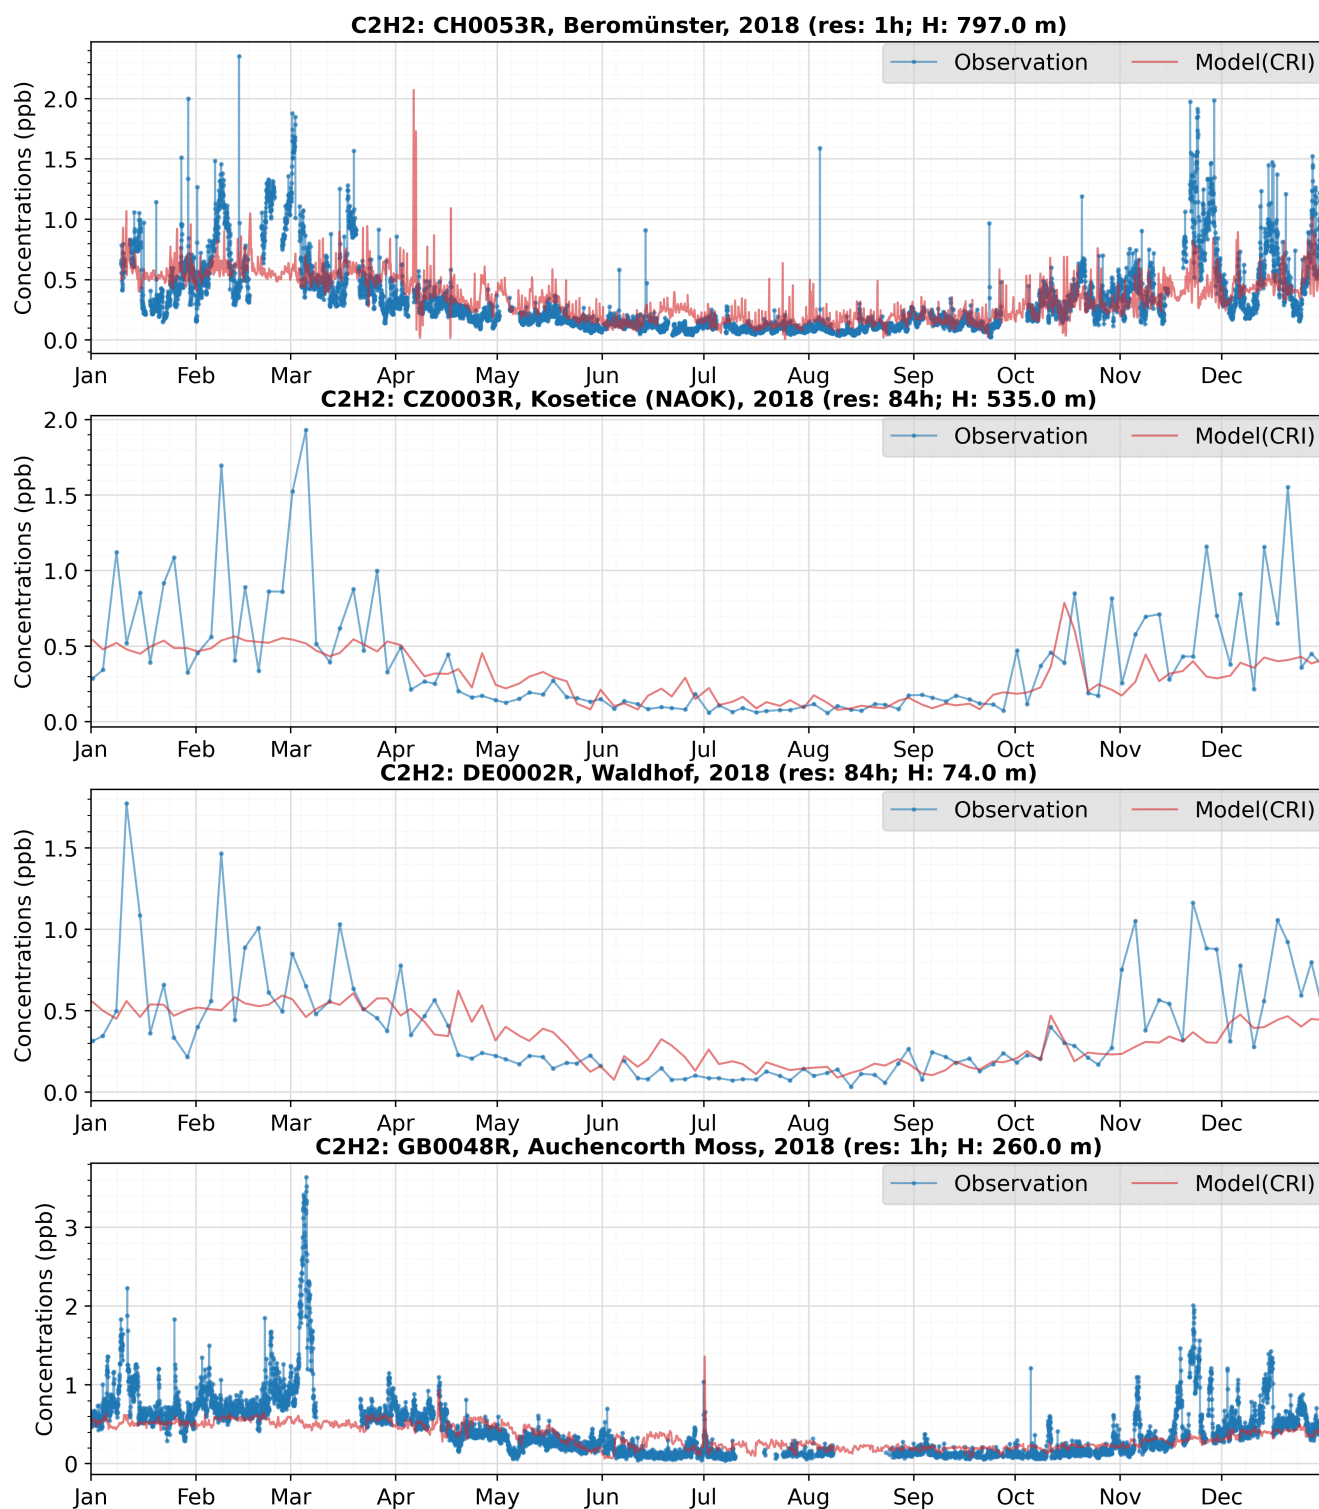 C2H2: CH0053R, Beromünster, 2018 (res: 1h; H: 797.0 m)
Observation Model(CRI)
Concentrations (ppb)
2.0
1.5
1.0
0.5
0.0
Jan Feb Mar Apr May Jun Jul Aug Sep Oct Nov Dec
C2H2: CZ0003R, Kosetice (NAOK), 2018 (res: 84h; H: 535.0 m)
Observation Model(CRI)
Concentrations (ppb)
2.0
1.5
1.0
0.5
0.0
Jan Feb Mar Apr May Jun Jul Aug Sep Oct Nov Dec
C2H2: DE0002R, Waldhof, 2018 (res: 84h; H: 74.0 m)
Observation Model(CRI)
Concentrations (ppb)
1.5
1.0
0.5
0.0
Jan Feb Mar Apr May Jun Jul Aug Sep Oct Nov Dec
C2H2: GB0048R, Auchencorth Moss, 2018 (res: 1h; H: 260.0 m)
Observation Model(CRI)
Concentrations (ppb)
3
2
1
0
Jan Feb Mar Apr May Jun Jul Aug Sep Oct Nov Dec